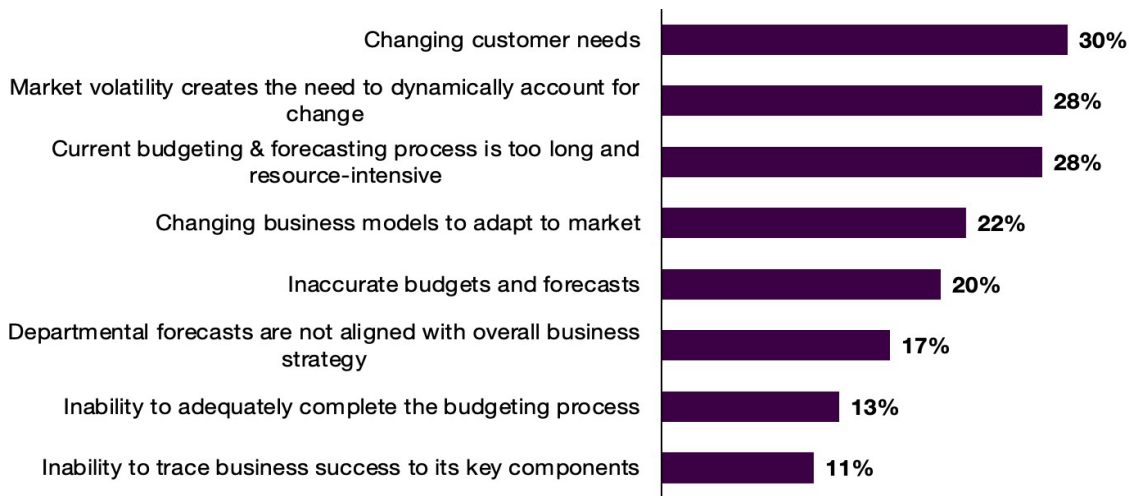 Changing customer needs
30%
Market volatility creates the need to dynamically account for
change
28%
Current budgeting & forecasting process is too long and
resource-intensive
28%
Changing business models to adapt to market
22%
Inaccurate budgets and forecasts
20%
Departmental forecasts are not aligned with overall business
strategy
17%
Inability to adequately complete the budgeting process
13%
Inability to trace business success to its key components
11%